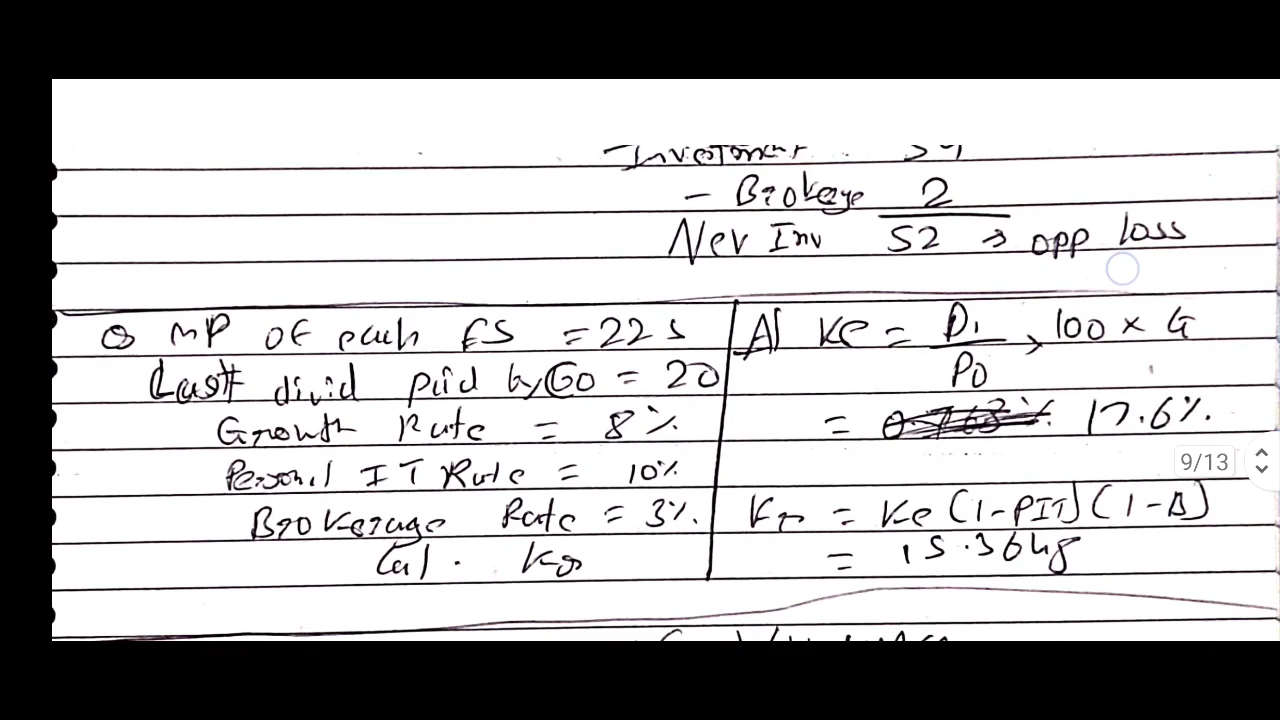 - Brokerage 2
Net Inv 52 → opp loss
Q MP OF each ES = 225
Last divid paid by Co = 20
Growth Rate = 8%
Personal IT Rate = 10%
Brokerage Rate = 3%.
Cal. Kr
A] Ke = D1 / P0 × 100 × G
= 17.6%.
Kr = Ke (1-PIT) (1-B)
= 15.3648
9/13